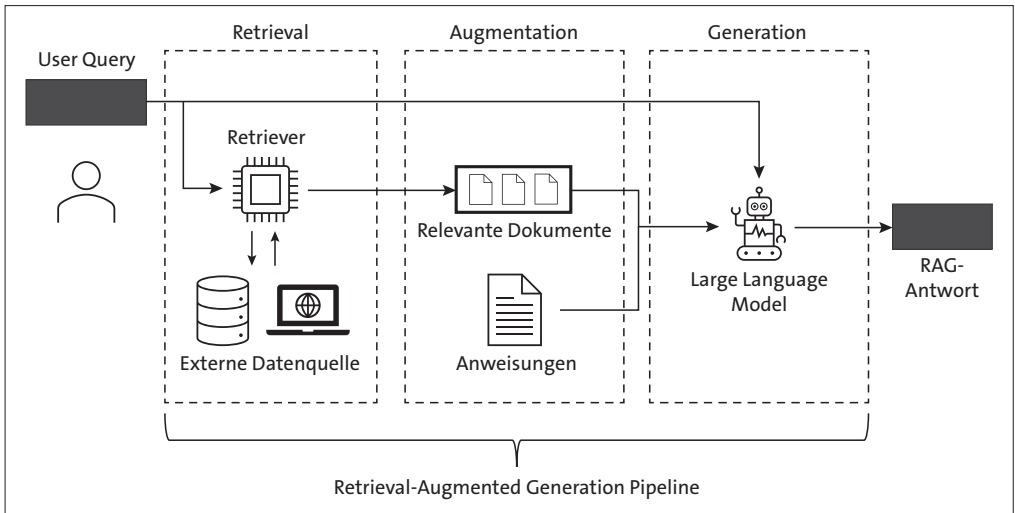 Retrieval
Augmentation
Generation
User Query
Retriever
Relevante Dokumente
Large Language
Model
RAG-
Antwort
Externe Datenquelle
Anweisungen
Retrieval-Augmented Generation Pipeline